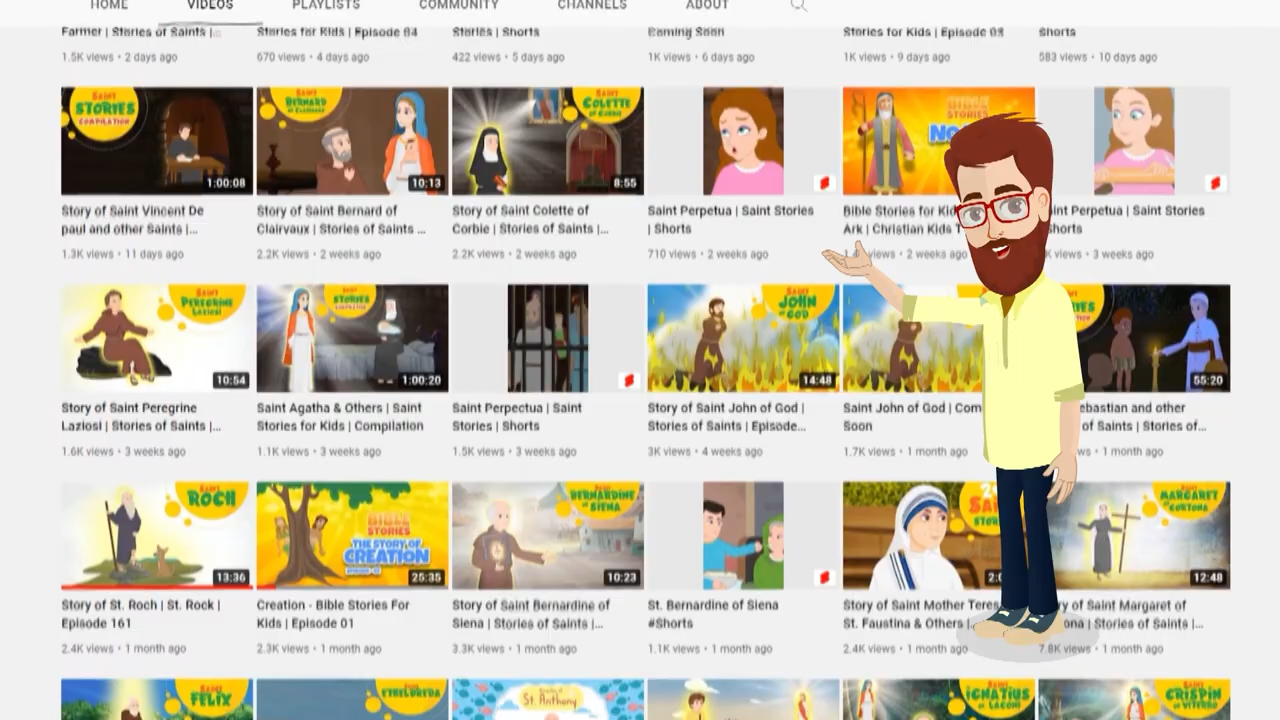 HOME VIDEOS PLAYLISTS COMMUNITY CHANNELS ABOUT
Farmer | Stories of Saints |...
Stories for Kids | Episode 04
Stories | Shorts
Coming Soon
Stories for Kids | Episode 03
Shorts
1.5K views • 2 days ago
670 views • 4 days ago
422 views • 5 days ago
1K views • 6 days ago
1K views • 9 days ago
583 views • 10 days ago
SAINT
STORIES
COMPILATION
1:00:08
SAINT
BERNARD
OF CLAIRVAUX
10:13
SAINT
COLETTE
OF CORBIE
8:55
BIBLE
STORIES
Story of Saint Vincent De
paul and other Saints |...
1.3K views • 11 days ago
Story of Saint Bernard of
Clairvaux | Stories of Saints ...
2.2K views • 2 weeks ago
Story of Saint Colette of
Corbie | Stories of Saints |...
2.2K views • 2 weeks ago
Saint Perpetua | Saint Stories
| Shorts
710 views • 2 weeks ago
Bible Stories for
Ark | Christian Kids
views • 2 weeks ago
Perpetua | Saint Stories
Shorts
views • 3 weeks ago
SAINT
PEREGRINE
LAZIOSI
10:54
SAINT
STORIES
COMPILATION
1:00:20
SAINT
JOHN
OF GOD
14:48
55:20
Story of Saint Peregrine
Laziosi | Stories of Saints |...
1.6K views • 3 weeks ago
Saint Agatha & Others | Saint
Stories for Kids | Compilation
1.1K views • 3 weeks ago
Saint Perpectua | Saint
Stories | Shorts
1.5K views • 3 weeks ago
Story of Saint John of God |
Stories of Saints | Episode...
3K views • 4 weeks ago
Saint John of God | Com
Soon
1.7K views • 1 month ago
ebastian and other
of Saints | Stories of...
ws • 1 month ago
SAINT
ROCH
13:36
BIBLE
STORIES
THE STORY OF
CREATION
25:35
SAINT
BERNARDINE
OF SIENA
10:23
SAINT
MARGARET
OF CORTONA
12:48
Story of St. Roch | St. Rock |
Episode 161
2.4K views • 1 month ago
Creation - Bible Stories For
Kids | Episode 01
2.3K views • 1 month ago
Story of Saint Bernardine of
Siena | Stories of Saints |...
3.3K views • 1 month ago
St. Bernardine of Siena
#Shorts
1.1K views • 1 month ago
Story of Saint Mother Teres
St. Faustina & Others |
2.4K views • 1 month ago
ry of Saint Margaret of
ona | Stories of Saints |...
7.8K views • 1 month ago
SAINT
FELIX
ETHELDREDA
St. Anthony
SAINT
IGNATIUS
OF LACONI
SAINT
CRISPIN
OF VITERBO